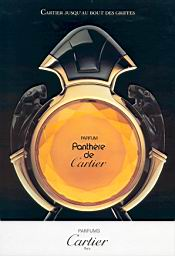 CARTIER JUSQU'AU BOUT DES GRIFFES
PARFUM
Panthère
de
Cartier
PARFUMS
Cartier
Paris